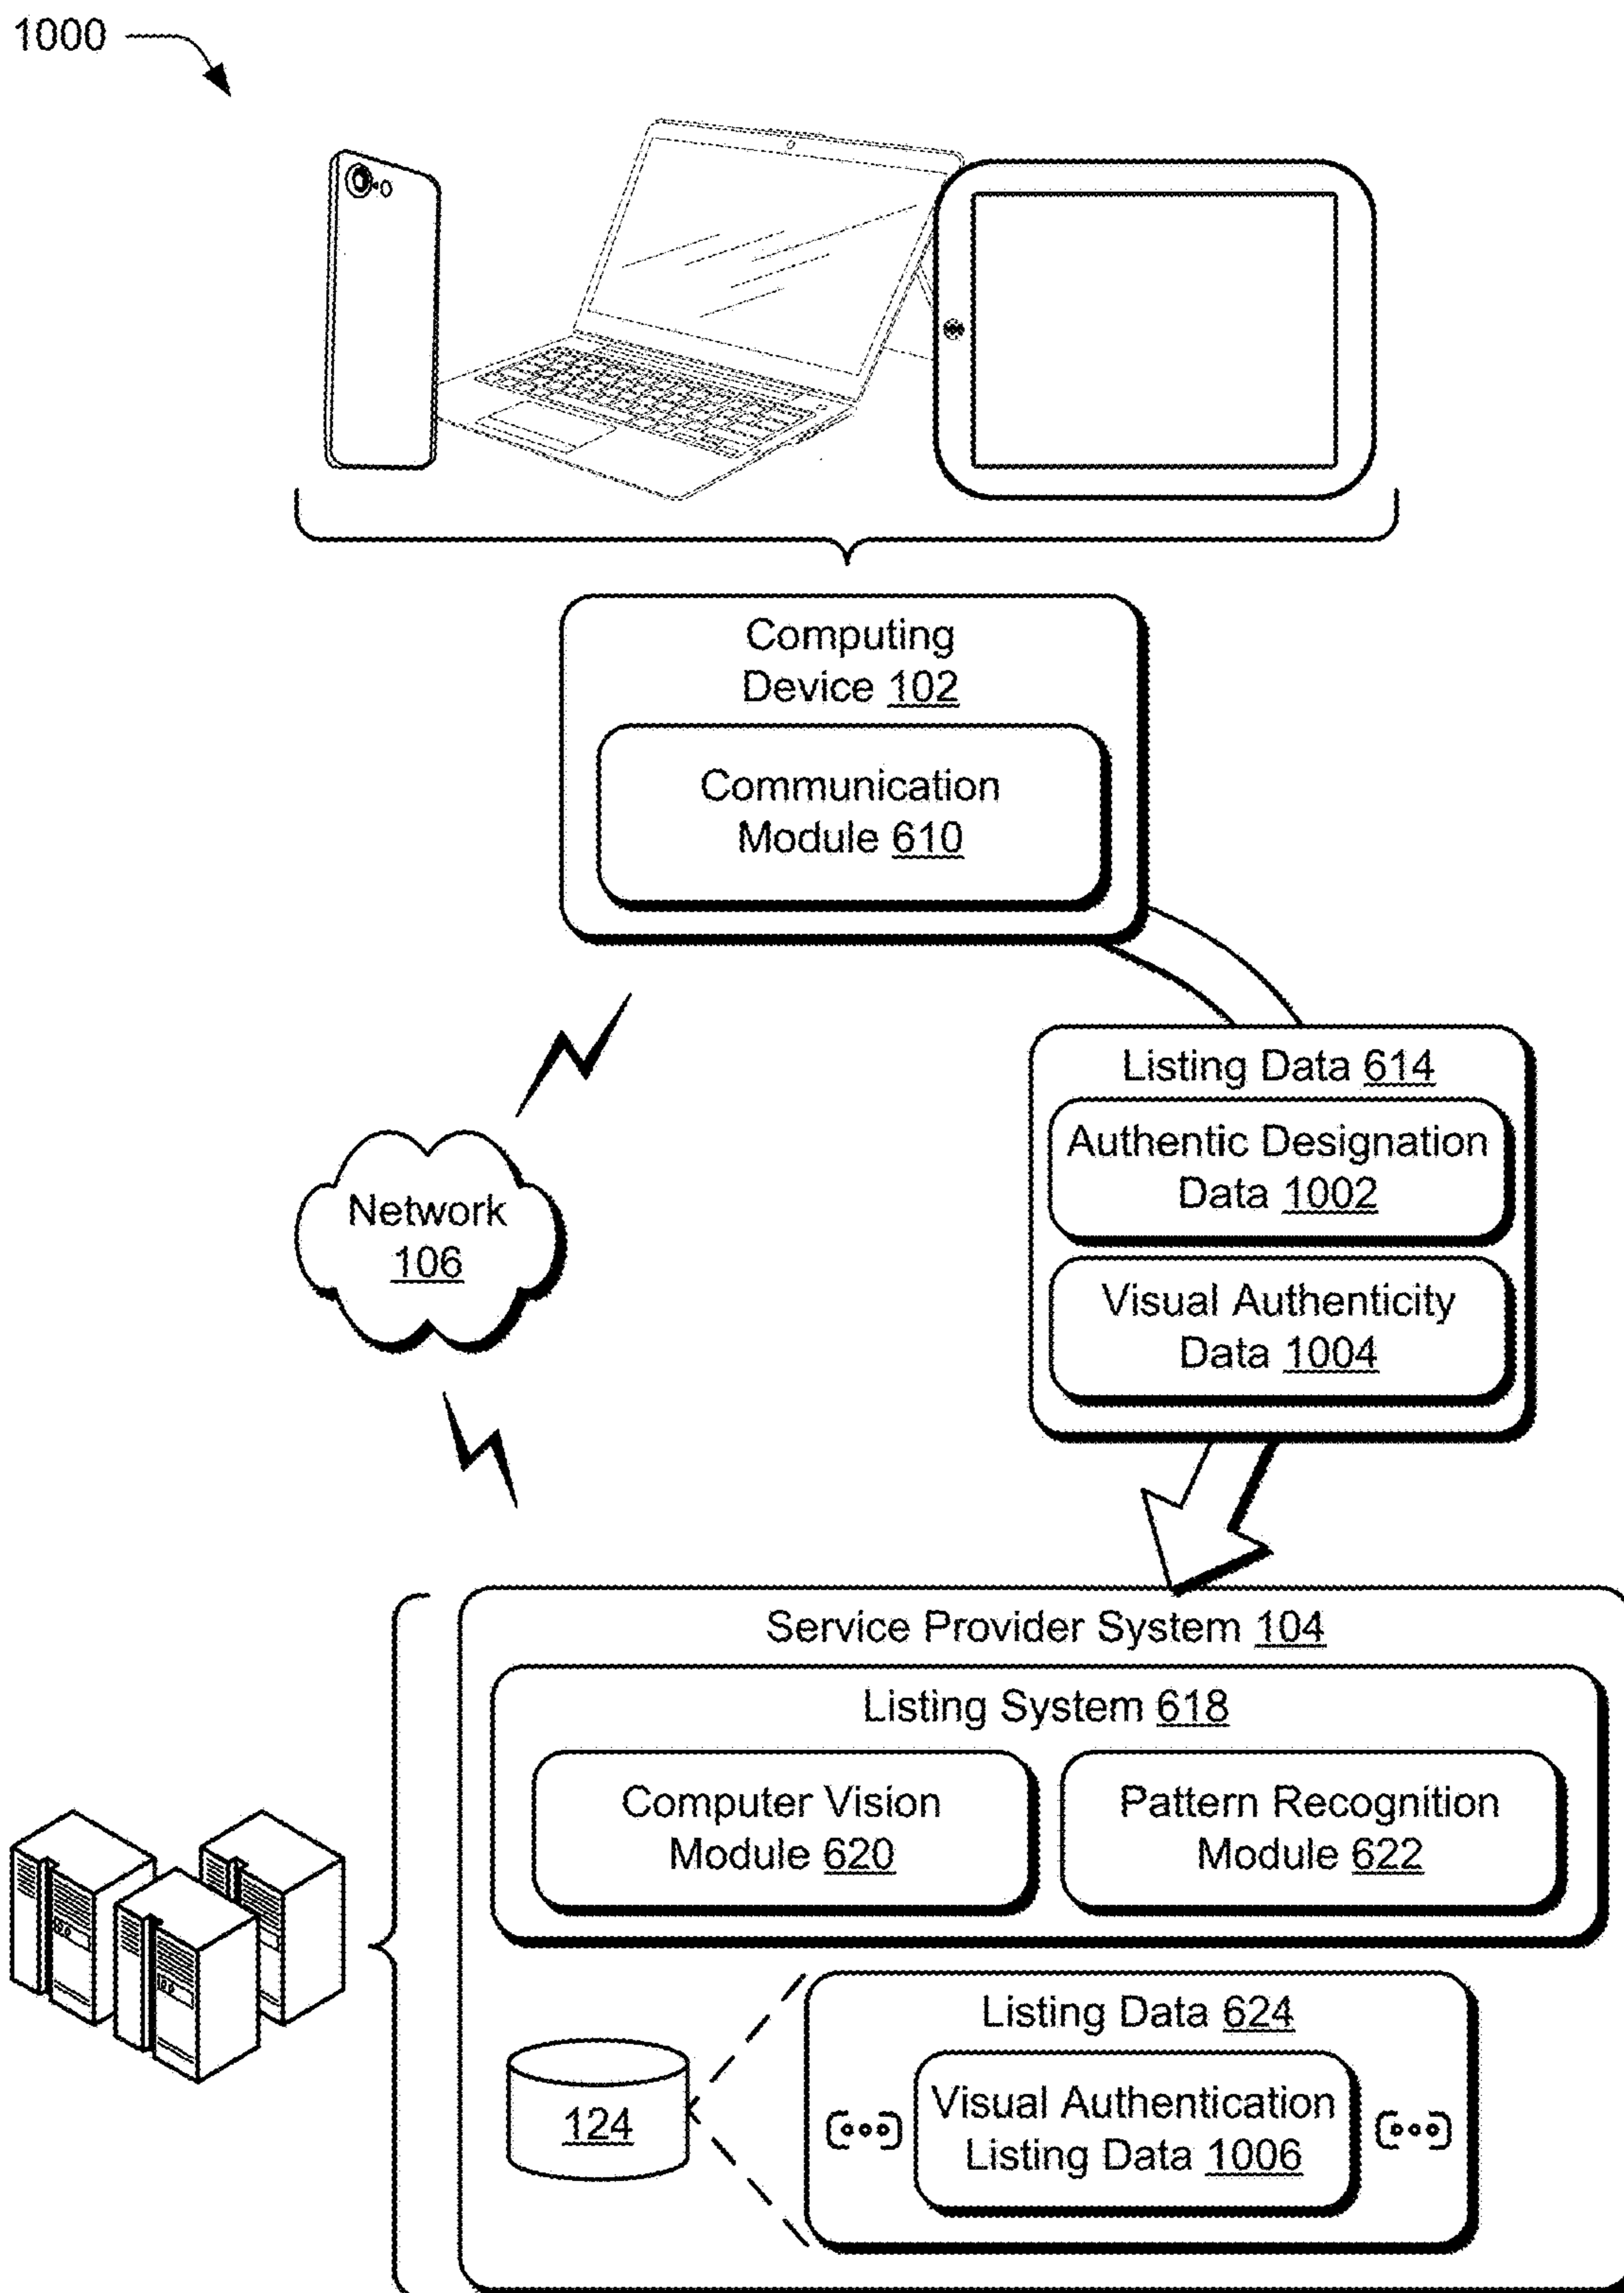 1000
Computing
Device 102
Communication
Module 610
Listing Data 614
Authentic Designation
Data 1002
Visual Authenticity
Data 1004
Network
106
Service Provider System 104
Listing System 618
Computer Vision
Module 620
Pattern Recognition
Module 622
Listing Data 624
Visual Authentication
Listing Data 1006
124